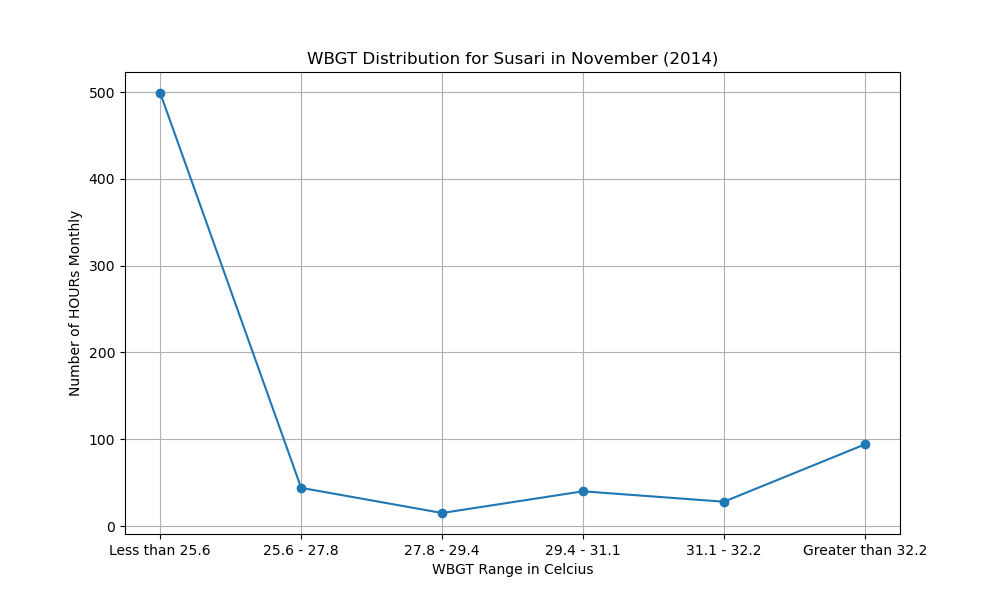 WBGT Distribution for Susari in November (2014)
Number of HOURs Monthly
500
400
300
200
100
0
Less than 25.6
25.6 - 27.8
27.8 - 29.4
29.4 - 31.1
31.1 - 32.2
Greater than 32.2
WBGT Range in Celcius